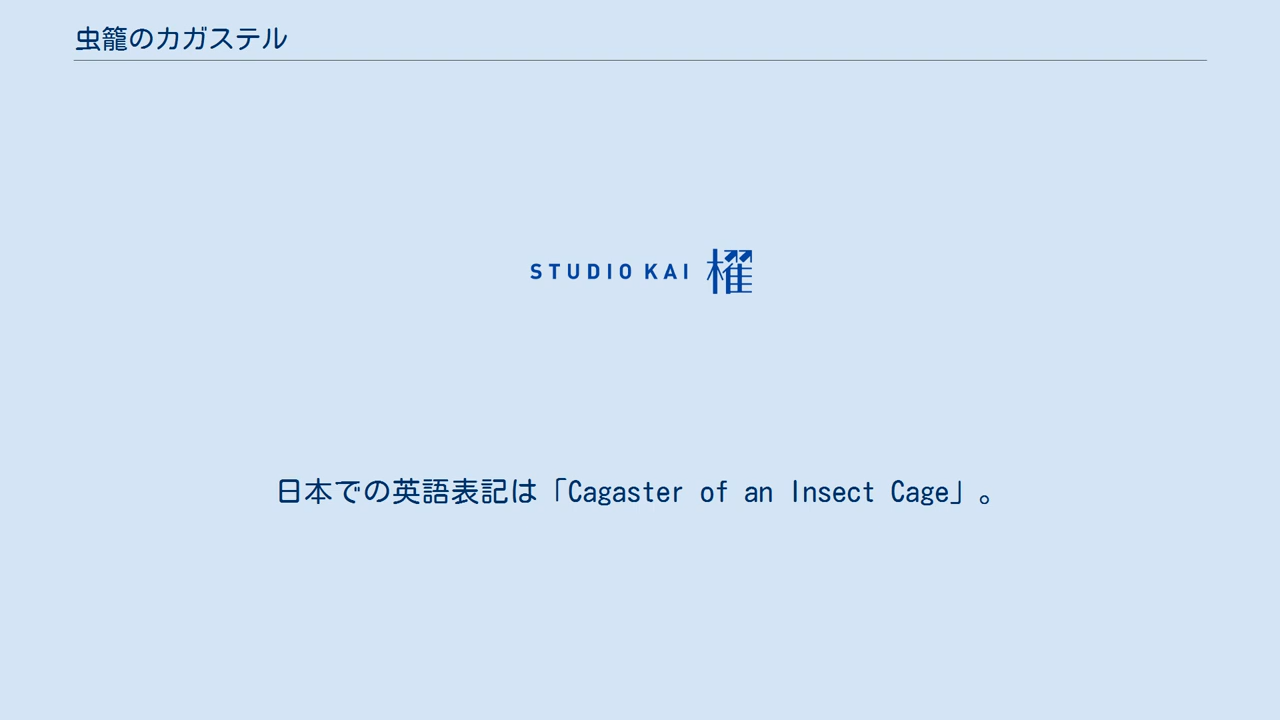 虫籠のカガステル
STUDIO KAI 櫂
日本での英語表記は「Cagaster of an Insect Cage」。